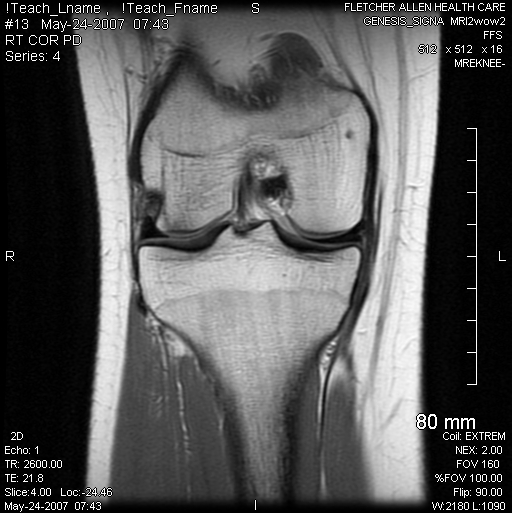 !Teach_Lname , !Teach_Fname
#13 May-24-2007 07:43
RT COR PD
Series: 4
S
FLETCHER ALLEN HEALTH CARE
GENESIS_SIGNA MRI2wow2
FFS
512 x 512 x 16
MREKNEE-
R
L
80 mm
2D
Echo: 1
TR: 2600.00
TE: 21.8
Slice:4.00 Loc:-24.46
May-24-2007 07:43
I
Coil: EXTREM
NEX: 2.00
FOV 160
%FOV 100.00
Flip: 90.00
W:2180 L:1090